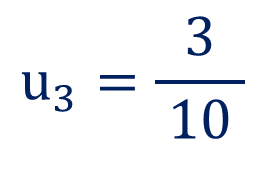 u₃ = 3/10